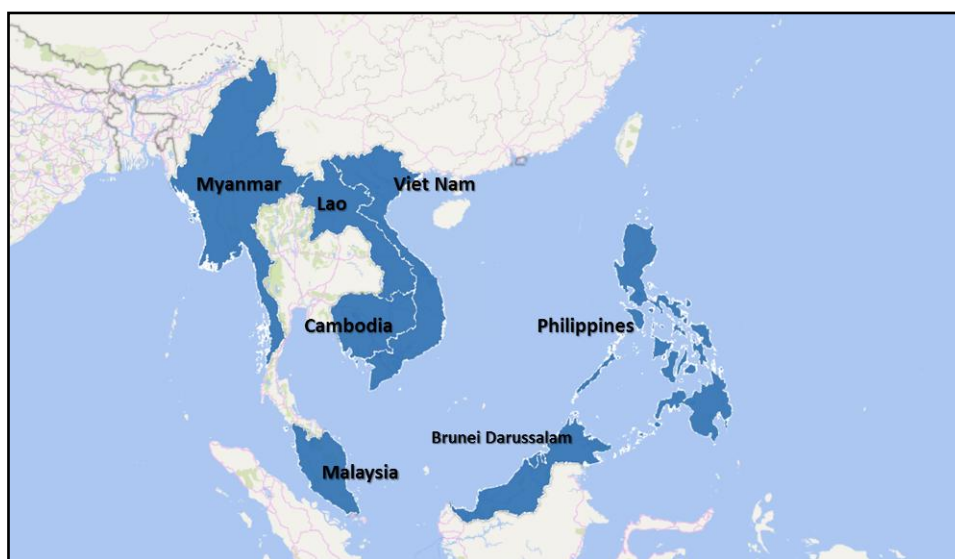 Myanmar
Viet Nam
Lao
Cambodia
Philippines
Brunei Darussalam
Malaysia